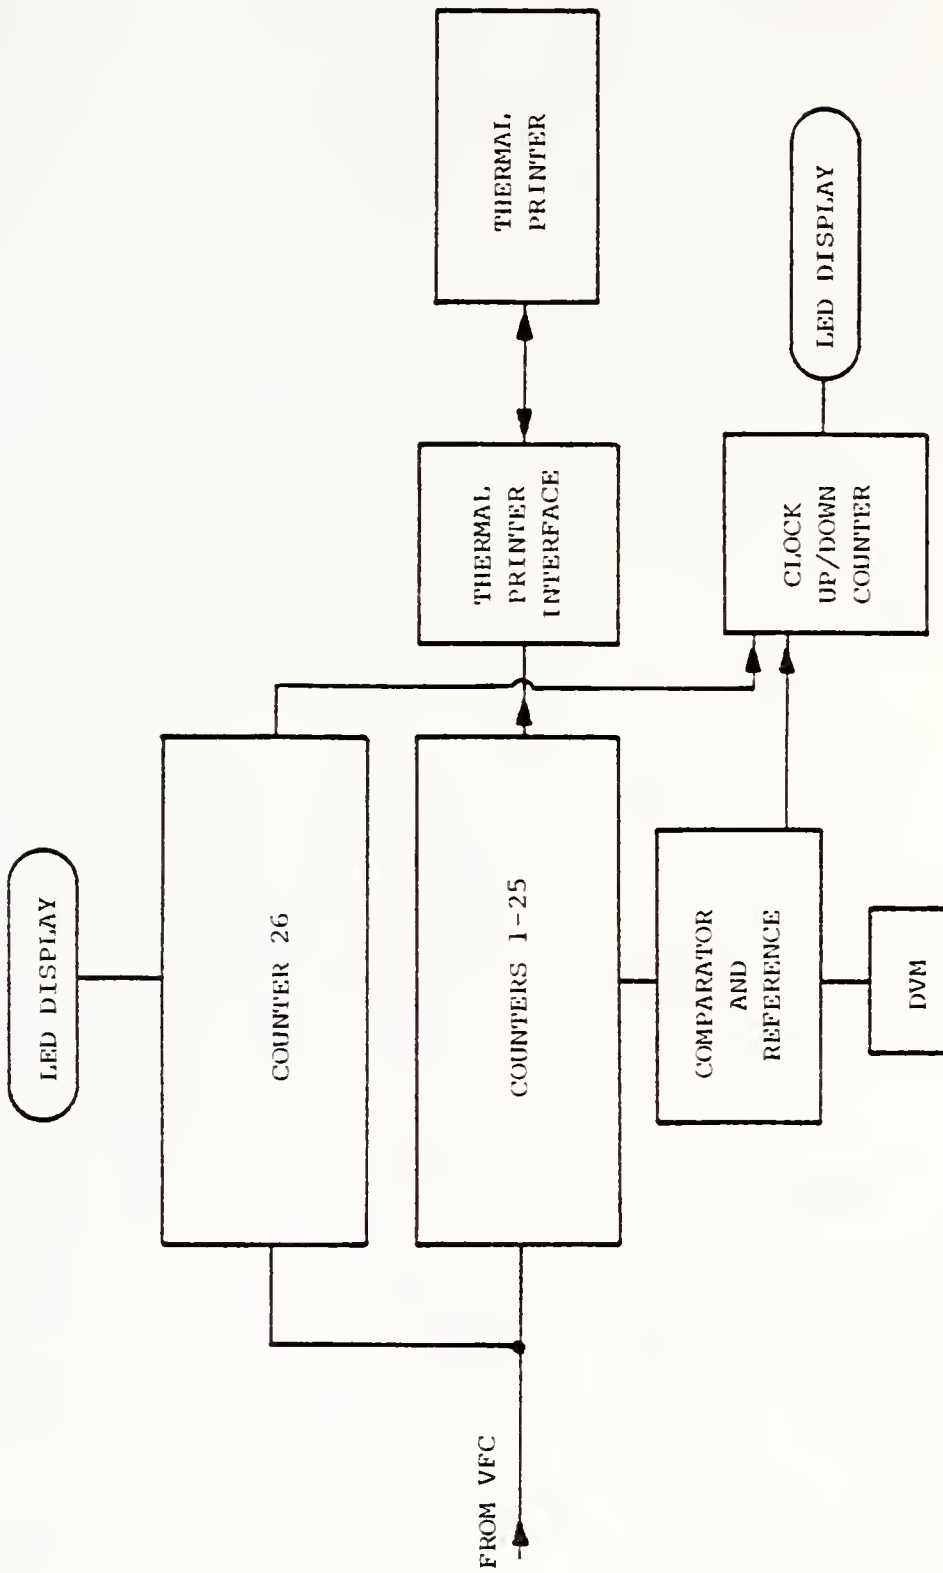 LED DISPLAY
COUNTER 26
FROM VFC
COUNTERS 1-25
THERMAL
PRINTER
INTERFACE
THERMAL
PRINTER
COMPARATOR
AND
REFERENCE
CLOCK
UP/DOWN
COUNTER
LED DISPLAY
DVM